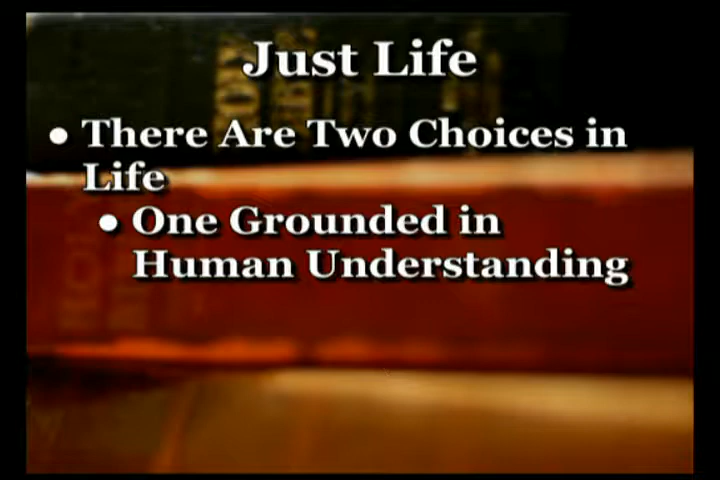 Just Life
• There Are Two Choices in
Life
• One Grounded in
Human Understanding